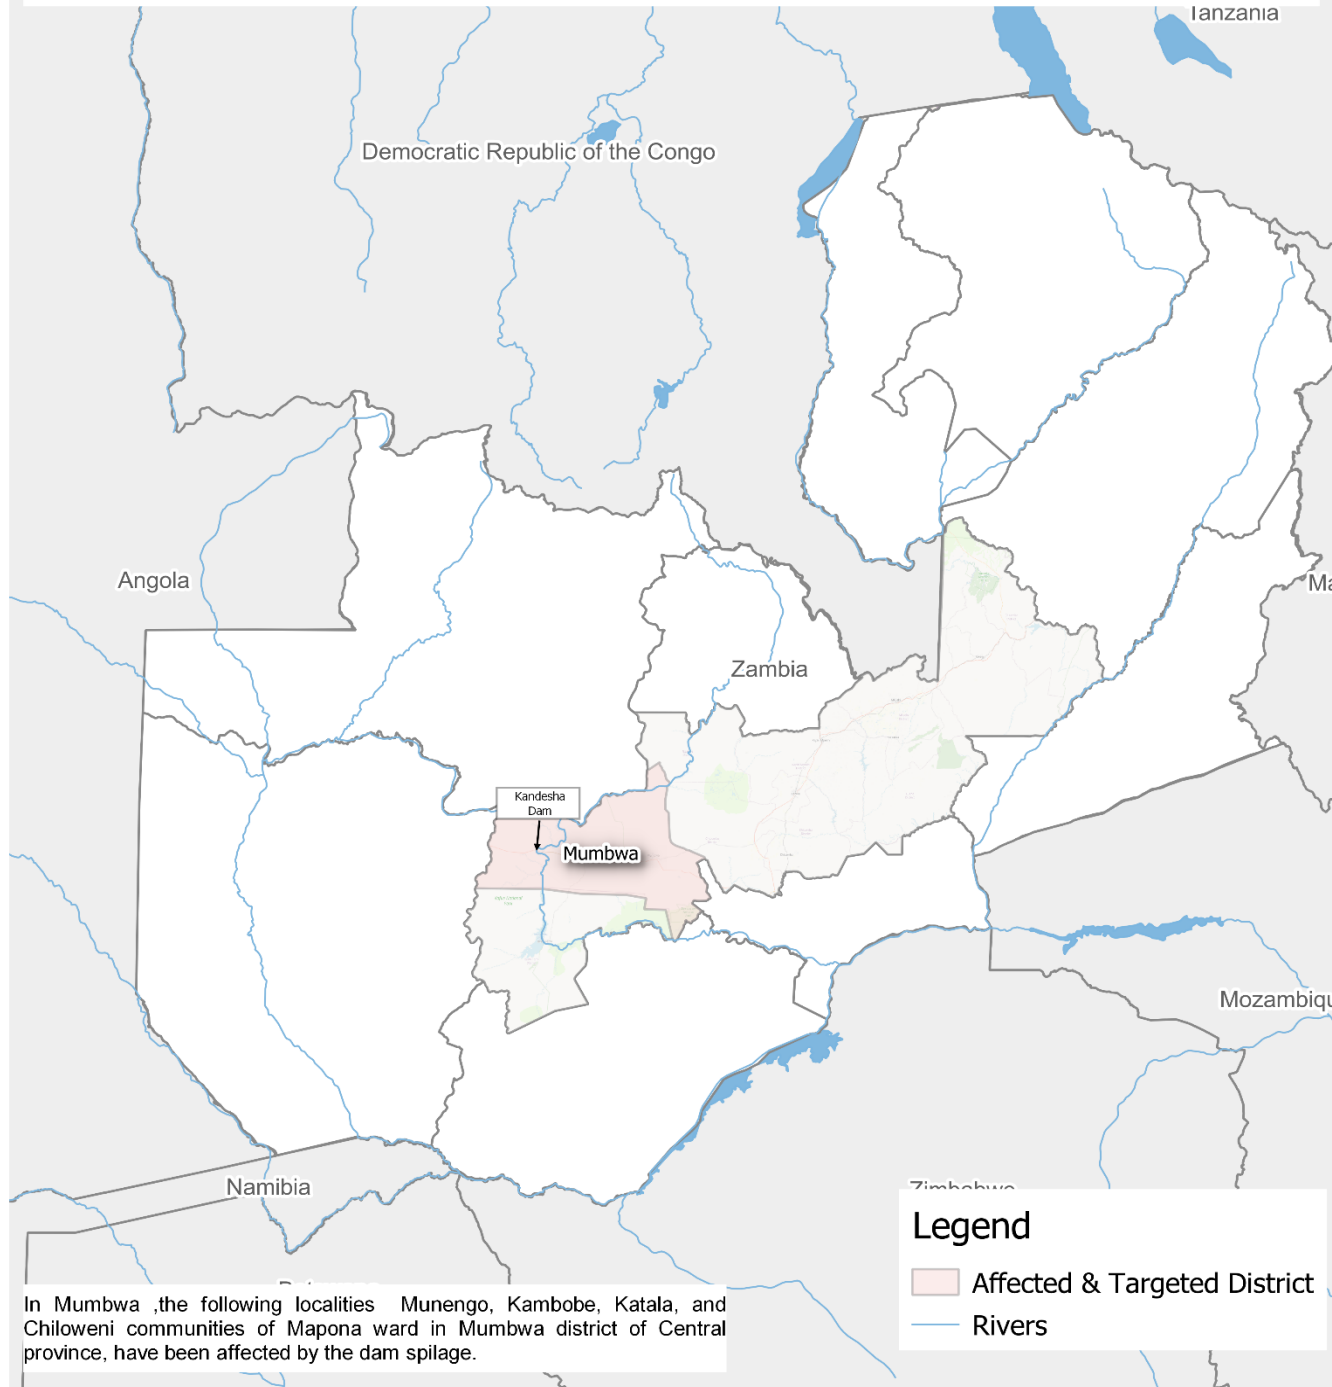 Tanzania
Democratic Republic of the Congo
Angola
Ma
Zambia
Kandesha
Dam
Mumbwa
Mozambiqu
Namibia
Zimbabwe
Legend
Affected & Targeted District
Rivers
In Mumbwa ,the following localities Munengo, Kambobe, Katala, and
Chiloweni communities of Mapona ward in Mumbwa district of Central
province, have been affected by the dam spilage.